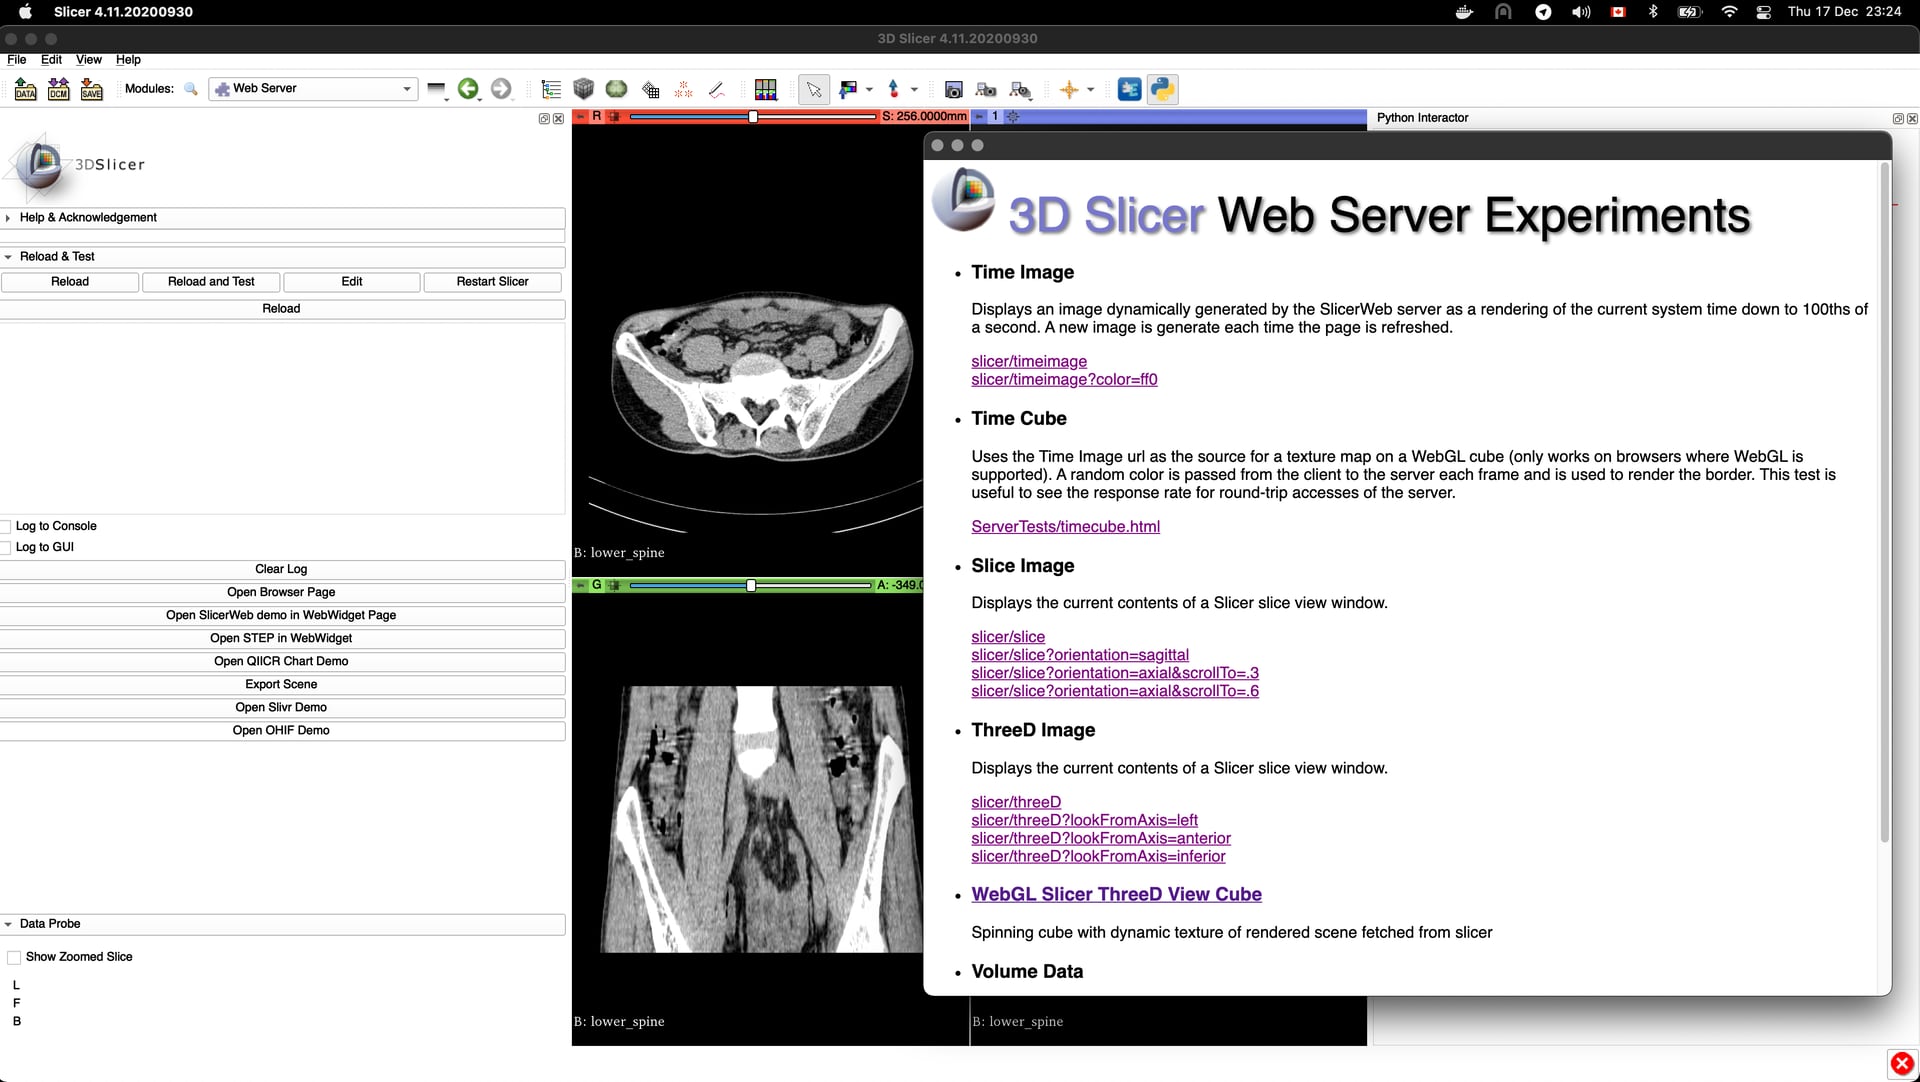 Slicer 4.11.20200930
Thu 17 Dec 23:24
3D Slicer 4.11.20200930
File Edit View Help
DATA DCM SAVE Modules: Web Server
R S: 256.0000mm 1
Python Interactor
3DSlicer
Help & Acknowledgement
Reload & Test
Reload Reload and Test Edit Restart Slicer
Reload
Log to Console
Log to GUI
Clear Log
Open Browser Page
Open SlicerWeb demo in WebWidget Page
Open STEP in WebWidget
Open QIICR Chart Demo
Export Scene
Open Slivr Demo
Open OHIF Demo
Data Probe
Show Zoomed Slice
L
F
B
B: lower_spine
G A: -349.0
B: lower_spine
B: lower_spine
3D Slicer Web Server Experiments
• Time Image
Displays an image dynamically generated by the SlicerWeb server as a rendering of the current system time down to 100ths of
a second. A new image is generate each time the page is refreshed.
slicer/timeimage
slicer/timeimage?color=ff0
• Time Cube
Uses the Time Image url as the source for a texture map on a WebGL cube (only works on browsers where WebGL is
supported). A random color is passed from the client to the server each frame and is used to render the border. This test is
useful to see the response rate for round-trip accesses of the server.
ServerTests/timecube.html
• Slice Image
Displays the current contents of a Slicer slice view window.
slicer/slice
slicer/slice?orientation=sagittal
slicer/slice?orientation=axial&scrollTo=.3
slicer/slice?orientation=axial&scrollTo=.6
• ThreeD Image
Displays the current contents of a Slicer slice view window.
slicer/threeD
slicer/threeD?lookFromAxis=left
slicer/threeD?lookFromAxis=anterior
slicer/threeD?lookFromAxis=inferior
• WebGL Slicer ThreeD View Cube
Spinning cube with dynamic texture of rendered scene fetched from slicer
• Volume Data